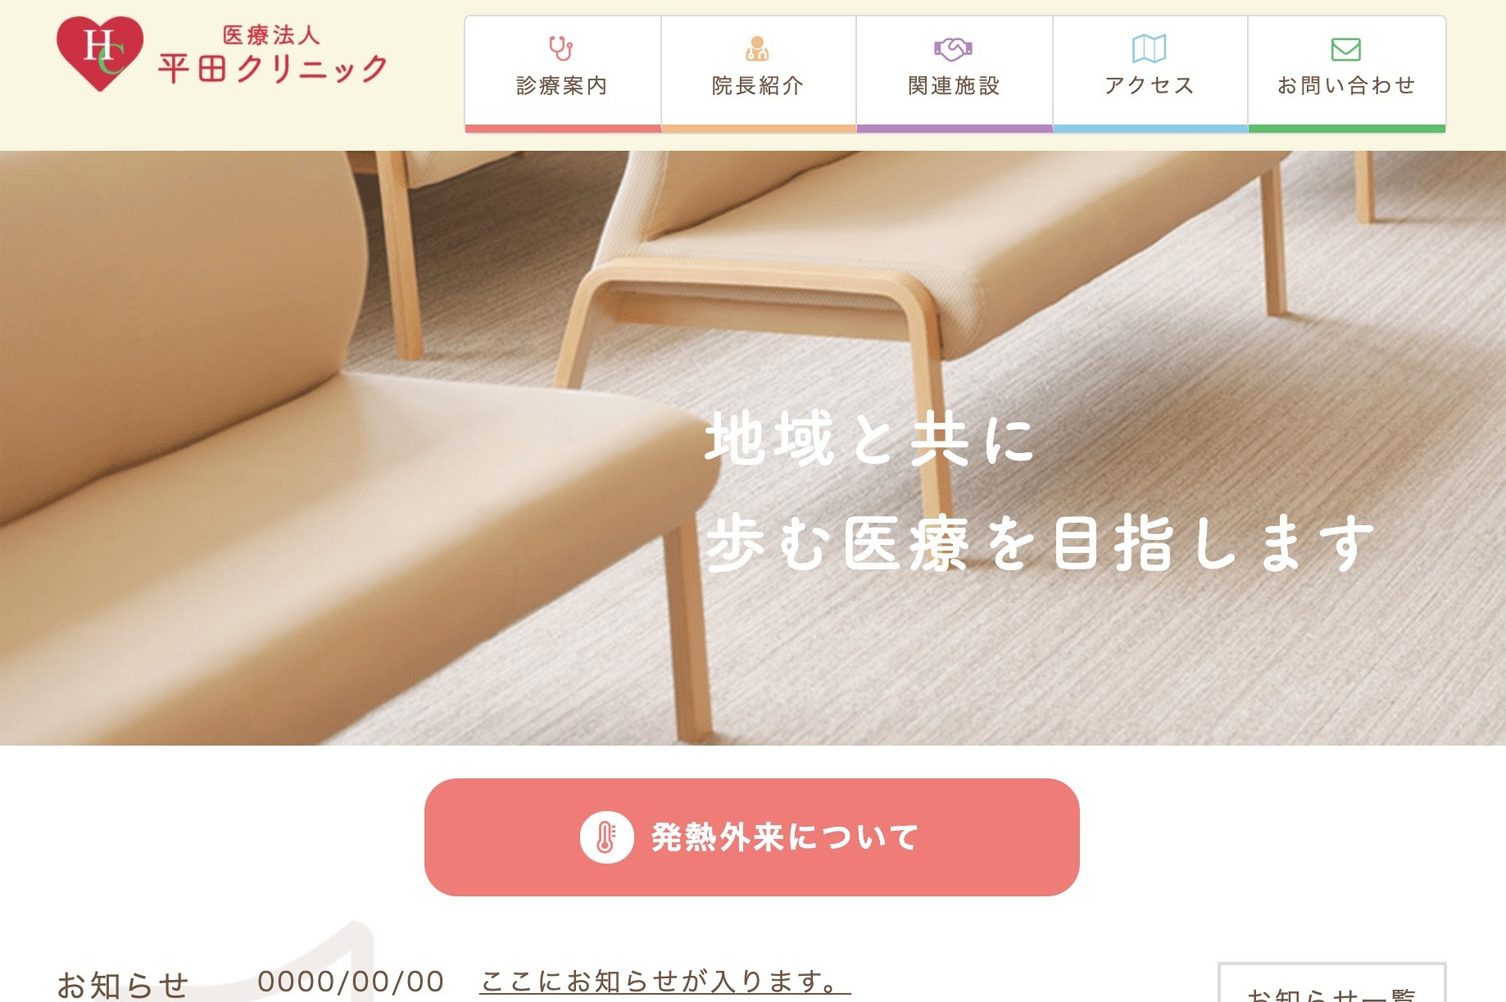 HC
医療法人
平田クリニック
診療案内
院長紹介
関連施設
アクセス
お問い合わせ
地域と共に
歩む医療を目指します
発熱外来について
お知らせ
0000/00/00
ここにお知らせが入ります。
お知らせ一覧